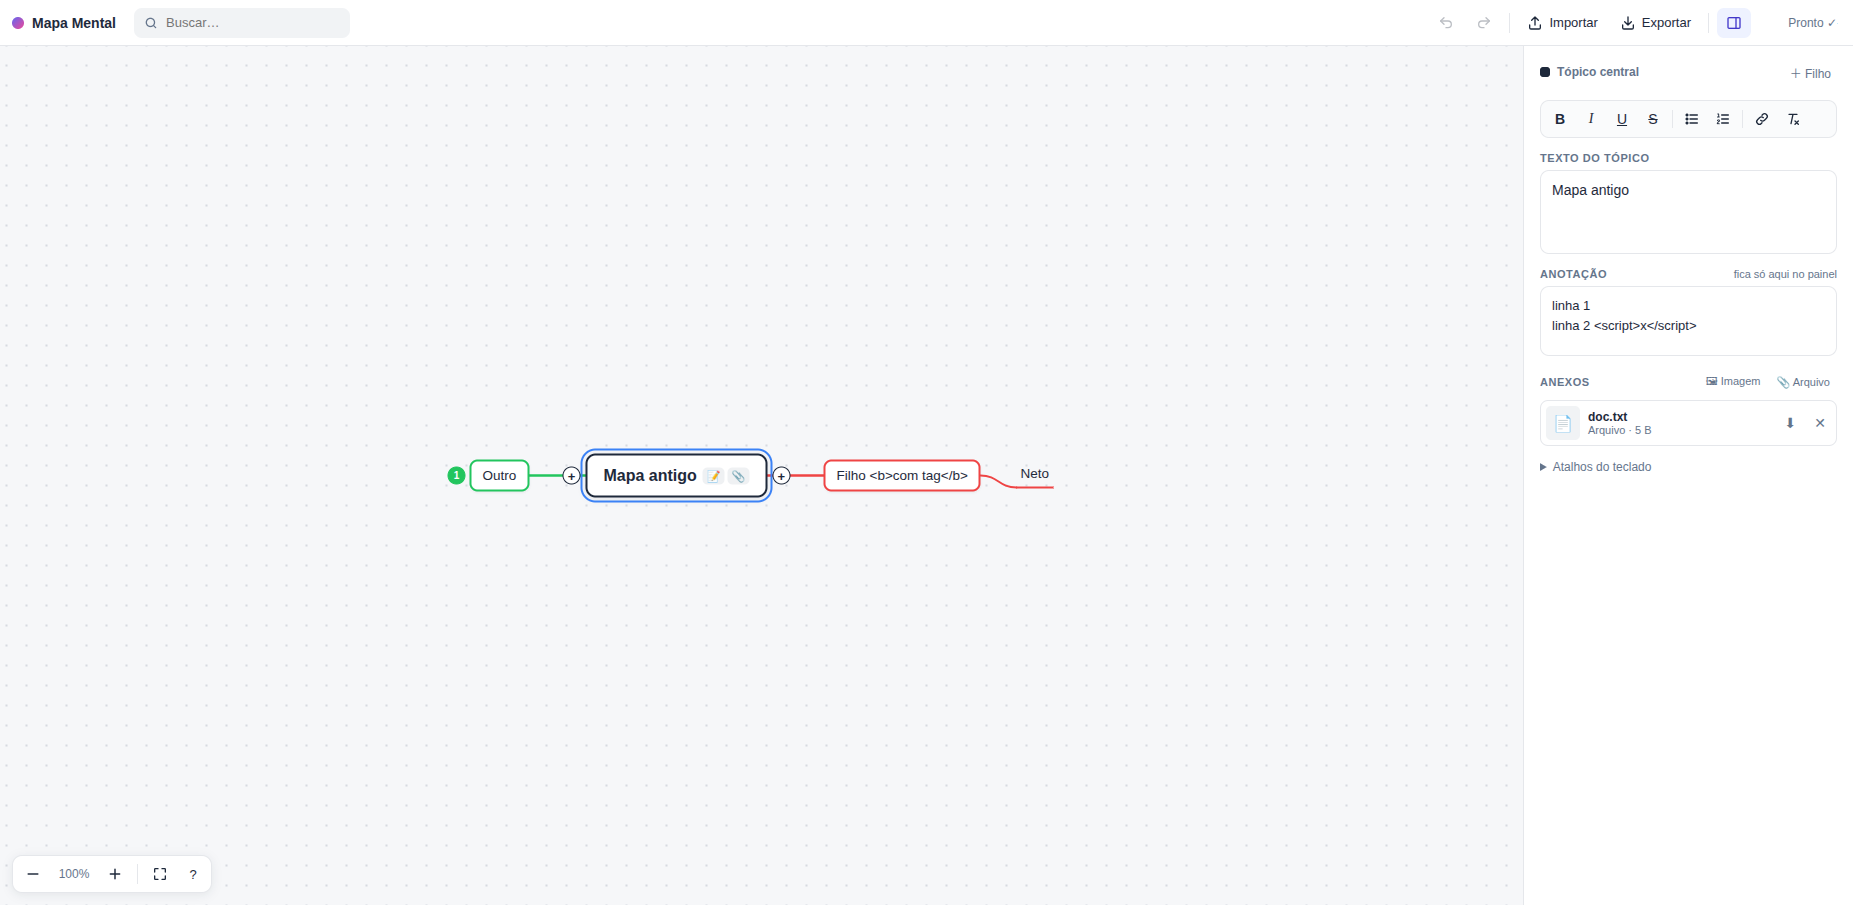 Mapa Mental
Buscar…
Importar
Exportar
Pronto ✓
Tópico central
+ Filho
B I U S
TEXTO DO TÓPICO
Mapa antigo
ANOTAÇÃO
fica só aqui no painel
linha 1
linha 2 <script>x</script>
ANEXOS
Imagem
Arquivo
doc.txt
Arquivo · 5 B
Atalhos do teclado
1
Outro
+
Mapa antigo
+
Filho <b>com tag</b>
Neto
− 100% + ?